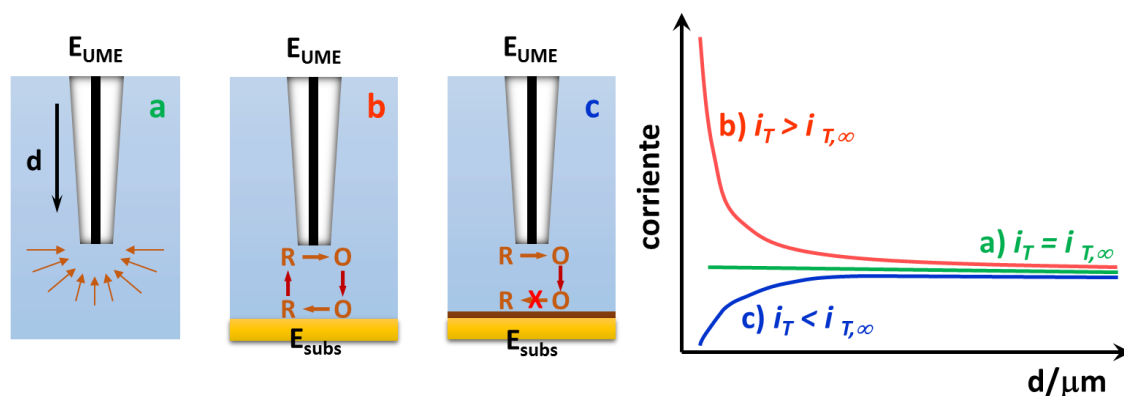 E_UME
a
d
E_UME
b
R O
R O
E_subs
E_UME
c
R O
R X O
E_subs
corriente
b) i_T > i_T,∞
a) i_T = i_T,∞
c) i_T < i_T,∞
d/μm